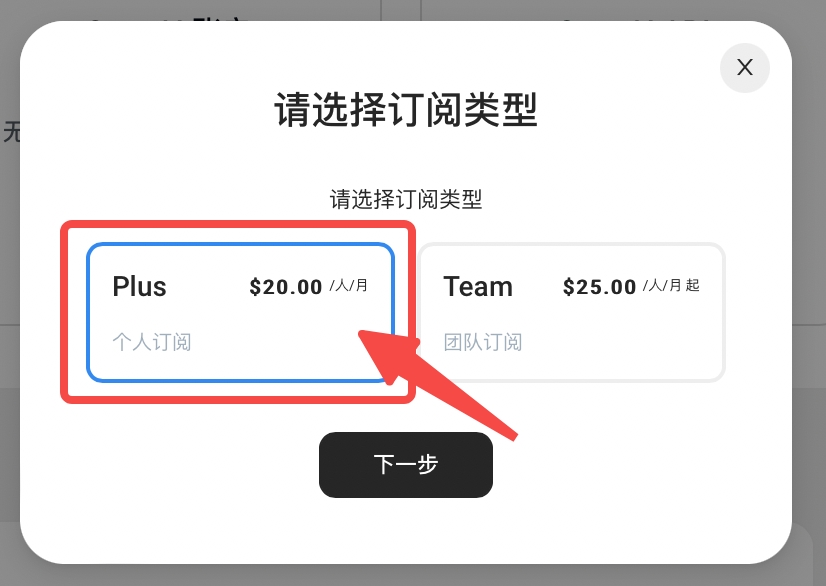 无
X
请选择订阅类型
请选择订阅类型
Plus $20.00 /人/月
个人订阅
Team $25.00 /人/月 起
团队订阅
下一步